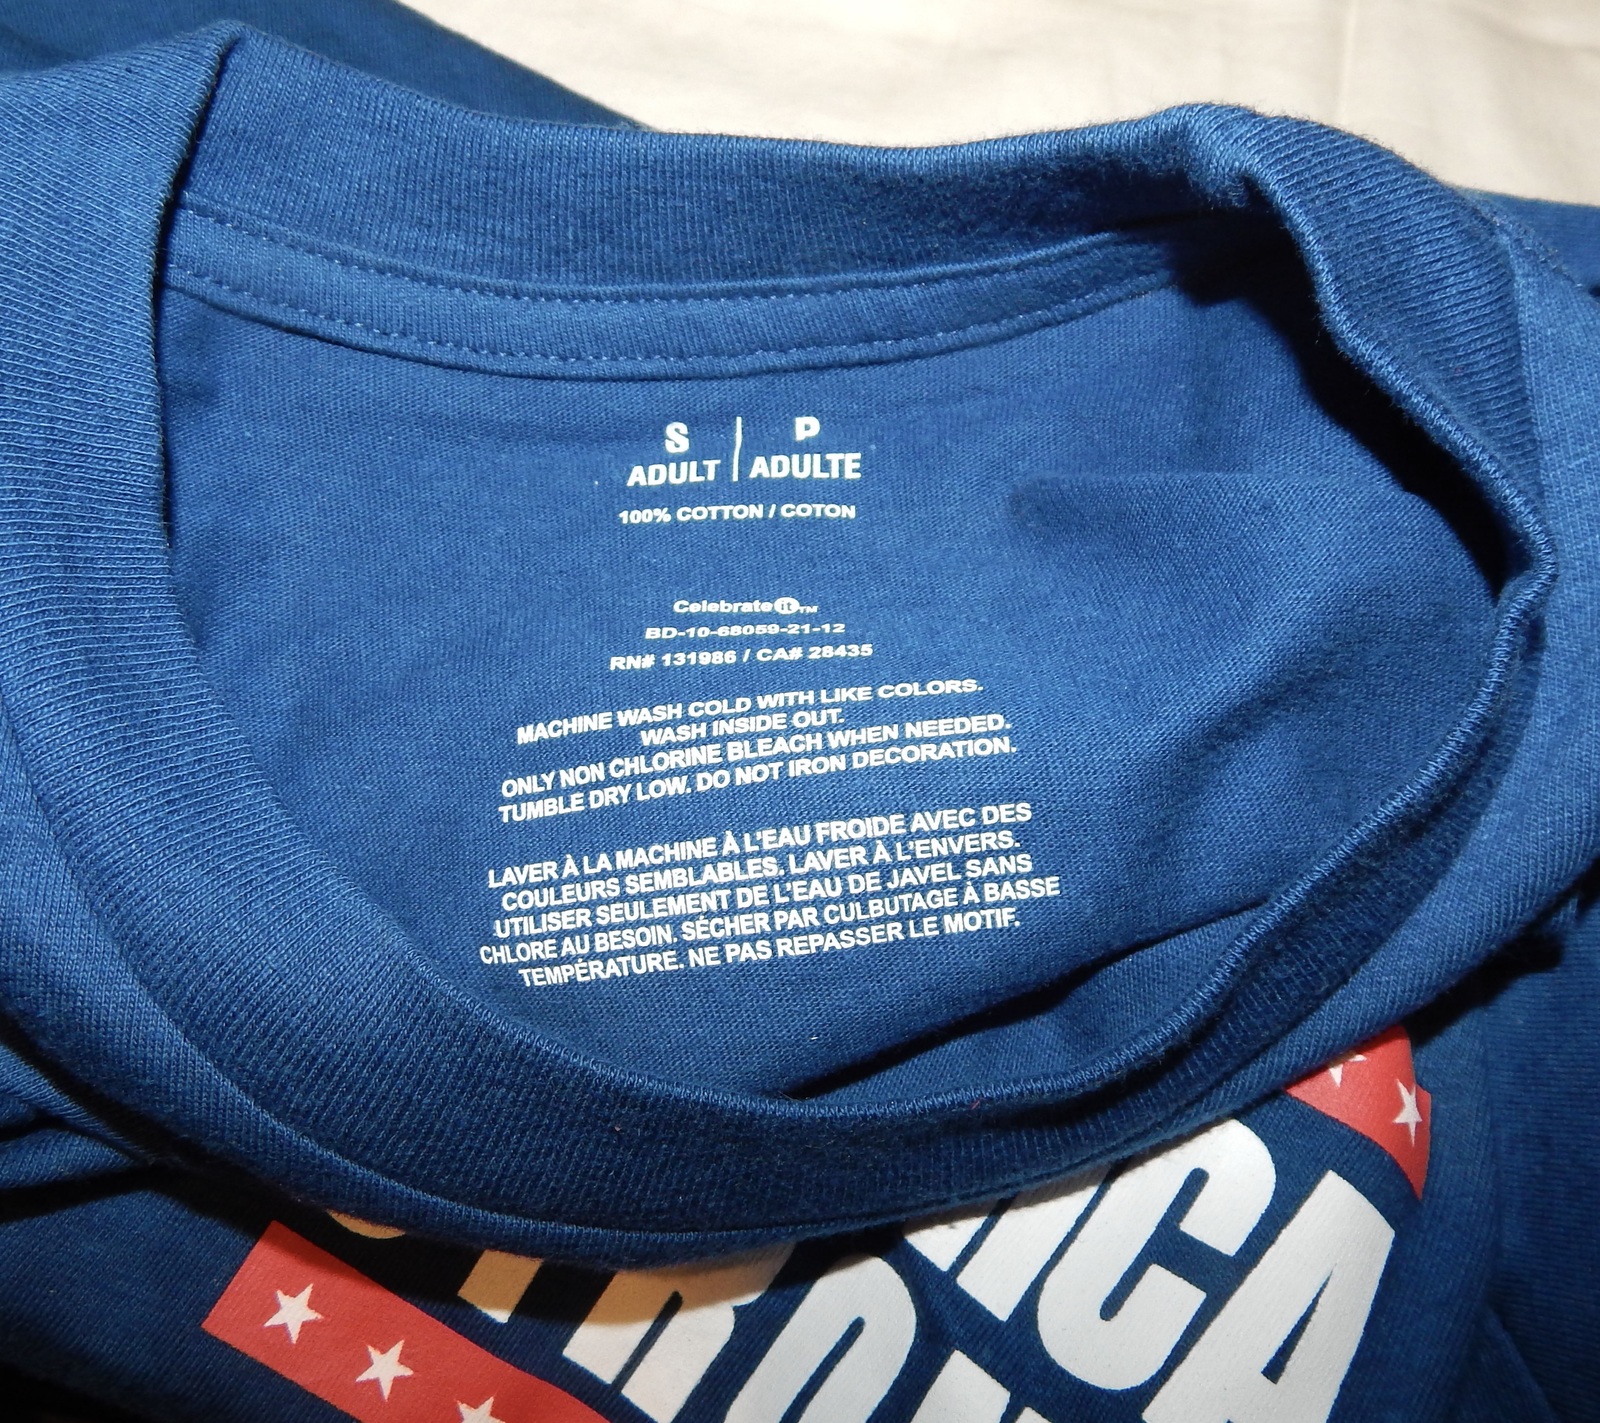 S | P
ADULT | ADULTE
100% COTTON / COTON
Celebrate it™
BD-10-68059-21-12
RN# 131986 / CA# 28435
MACHINE WASH COLD WITH LIKE COLORS.
WASH INSIDE OUT.
ONLY NON CHLORINE BLEACH WHEN NEEDED.
TUMBLE DRY LOW. DO NOT IRON DECORATION.
LAVER À LA MACHINE À L'EAU FROIDE AVEC DES
COULEURS SEMBLABLES. LAVER À L'ENVERS.
UTILISER SEULEMENT DE L'EAU DE JAVEL SANS
CHLORE AU BESOIN. SÉCHER PAR CULBUTAGE À BASSE
TEMPÉRATURE. NE PAS REPASSER LE MOTIF.